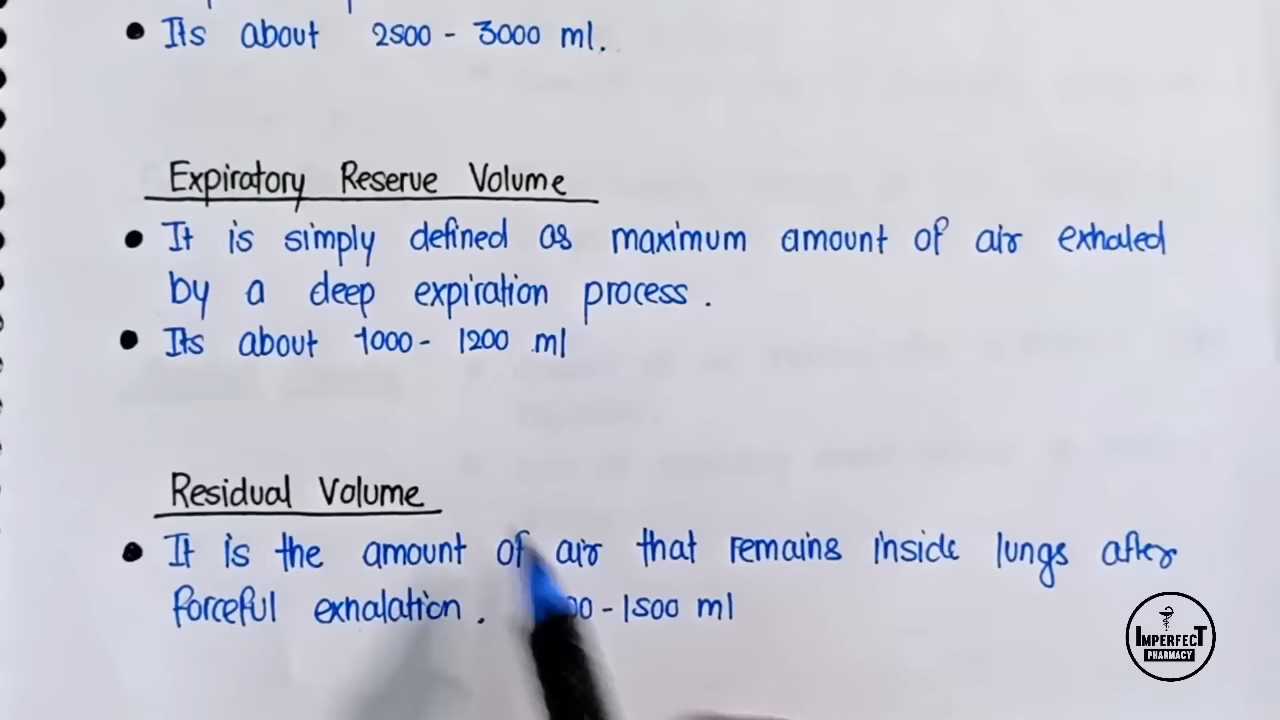 • Its about 2500 - 3000 ml.
Expiratory Reserve Volume
• It is simply defined as maximum amount of air exhaled
by a deep expiration process.
• Its about 1000 - 1200 ml
Residual Volume
• It is the amount of air that remains inside lungs after
forceful exhalation. 00 - 1500 ml
IMPERFECT
PHARMACY